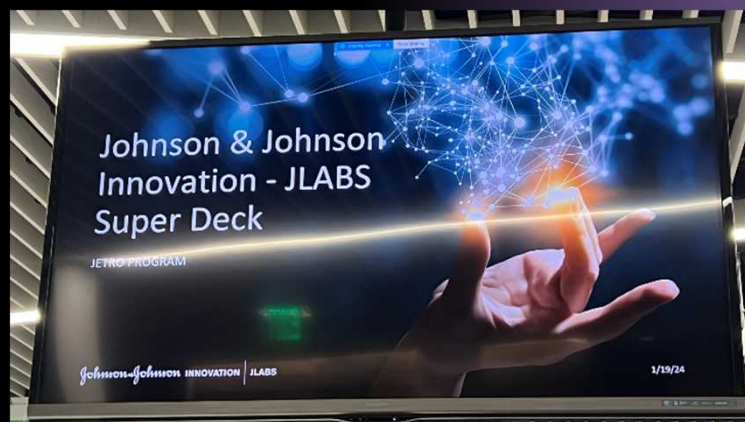 Johnson & Johnson
Innovation - JLABS
Super Deck
JETRO PROGRAM
Johnson&Johnson INNOVATION | JLABS
1/19/24